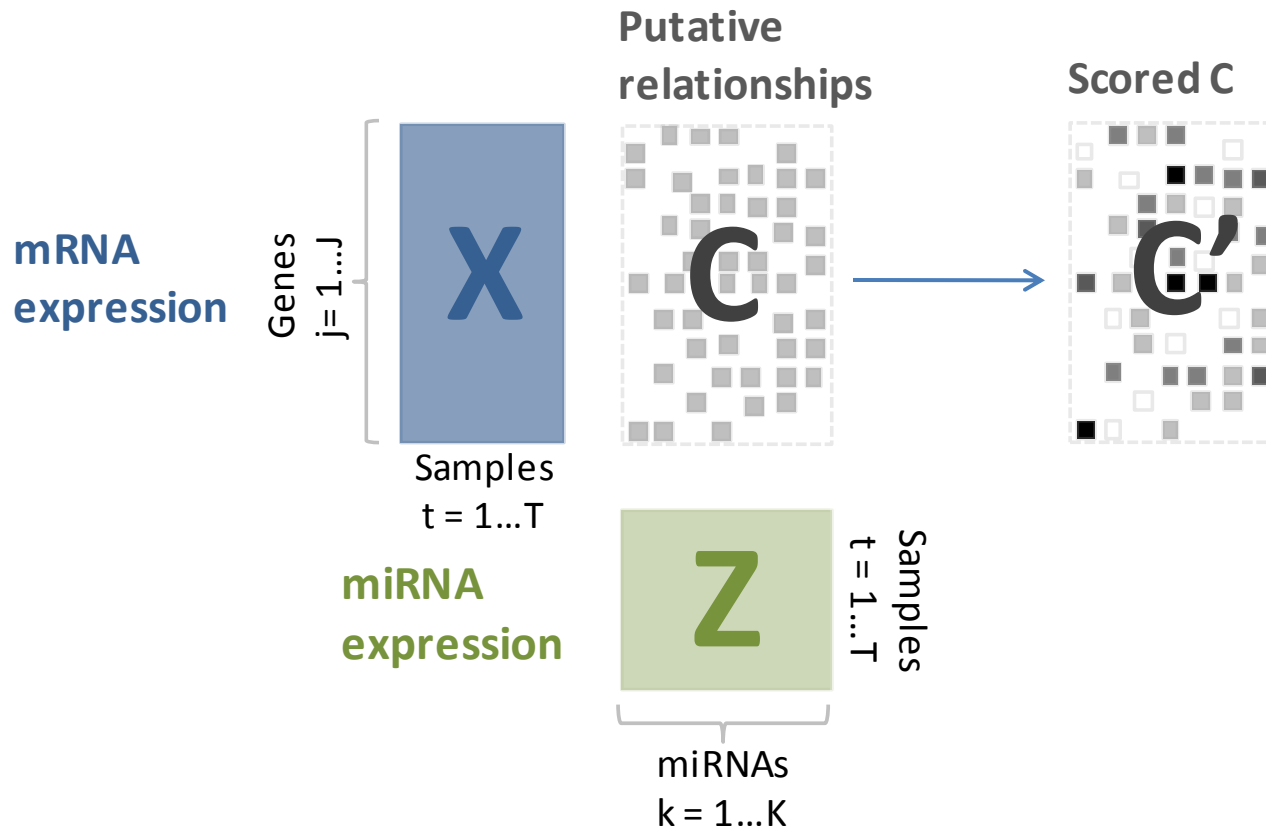 Putative
relationships
Scored C
mRNA
expression
Genes
j= 1...J
X
C
C’
Samples
t = 1...T
miRNA
expression
Z
Samples
t = 1...T
miRNAs
k = 1...K